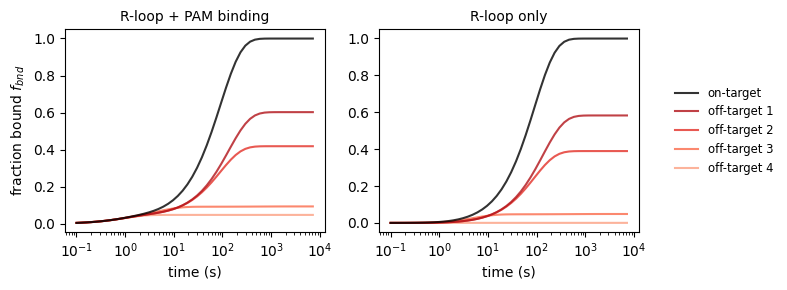 R-loop + PAM binding
R-loop only
fraction bound f_bnd
1.0
0.8
0.6
0.4
0.2
0.0
10^-1
10^0
10^1
10^2
10^3
10^4
time (s)
1.0
0.8
0.6
0.4
0.2
0.0
10^-1
10^0
10^1
10^2
10^3
10^4
time (s)
on-target
off-target 1
off-target 2
off-target 3
off-target 4